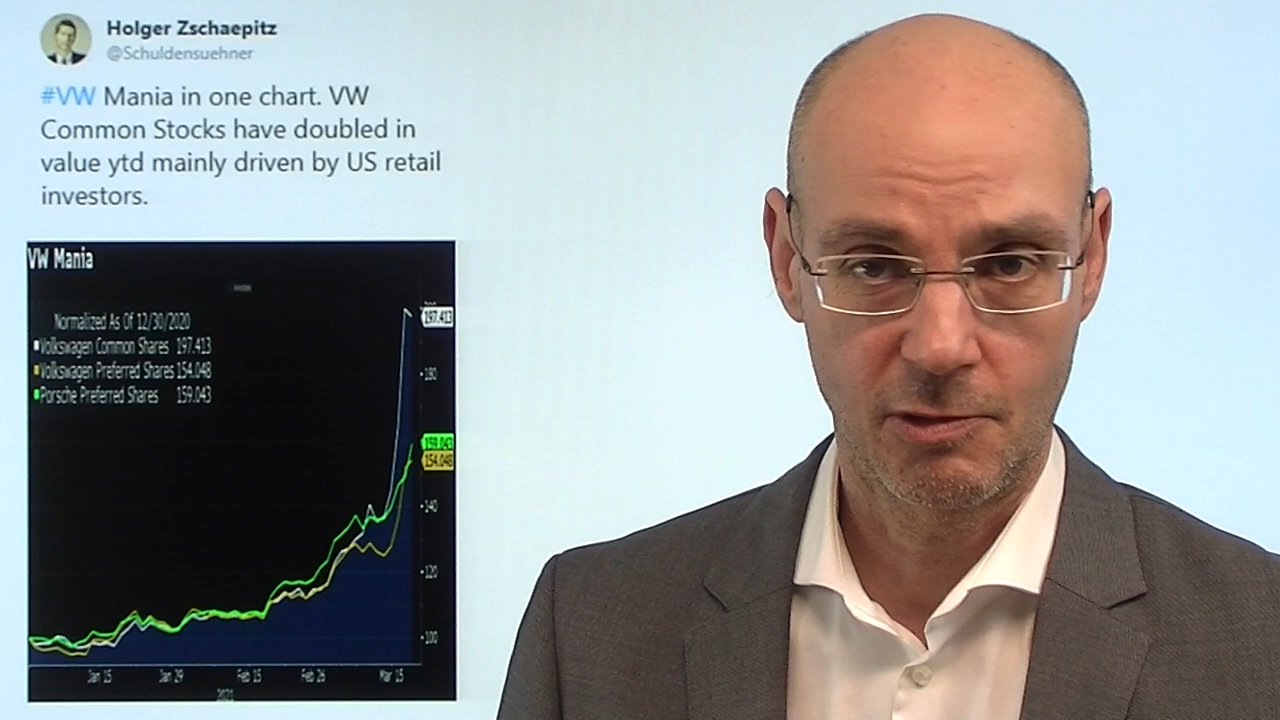 Holger Zschaepitz
@Schuldensuehner
#VW Mania in one chart. VW
Common Stocks have doubled in
value ytd mainly driven by US retail
investors.
VW Mania
Normalized As Of 12/30/2020
Volkswagen Common Shares 197.413
Volkswagen Preferred Shares 154.048
Porsche Preferred Shares 159.043
197.413
180
159.043
154.048
140
120
100
Jan 15 Jan 29 Feb 15 Feb 26 Mar 15
2021